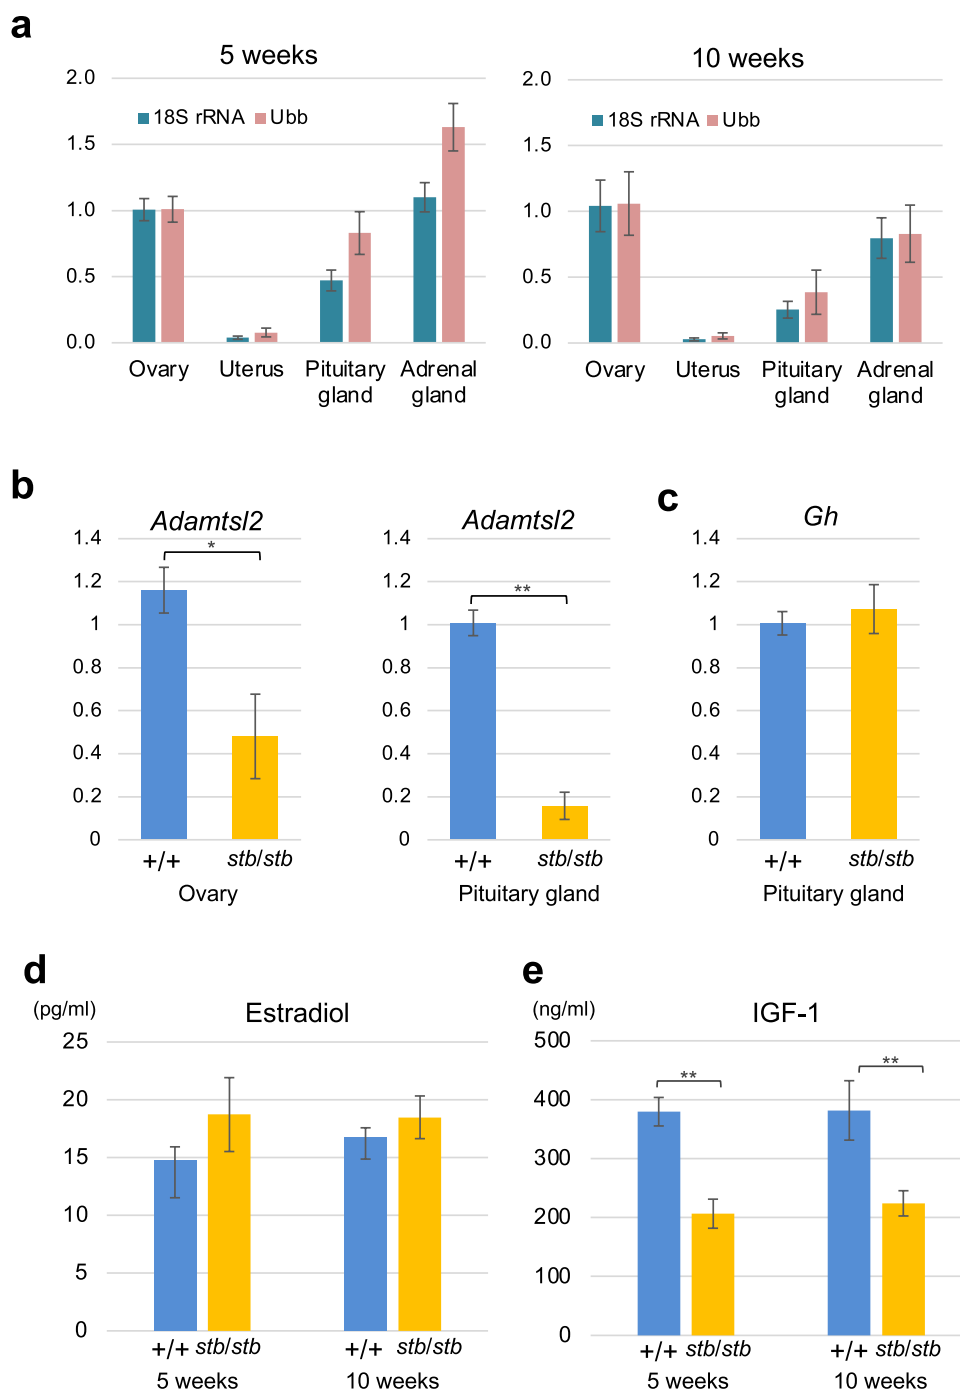 a
5 weeks
2.0
1.5
1.0
0.5
0.0
18S rRNA
Ubb
Ovary
Uterus
Pituitary
gland
Adrenal
gland
10 weeks
2.0
1.5
1.0
0.5
0.0
18S rRNA
Ubb
Ovary
Uterus
Pituitary
gland
Adrenal
gland
b
Adamtsl2
1.4
1.2
1
0.8
0.6
0.4
0.2
0
*
+/+
stb/stb
Ovary
Adamtsl2
1.4
1.2
1
0.8
0.6
0.4
0.2
0
**
+/+
stb/stb
Pituitary gland
c
Gh
1.4
1.2
1
0.8
0.6
0.4
0.2
0
+/+
stb/stb
Pituitary gland
d
(pg/ml)
Estradiol
25
20
15
10
5
0
+/+ stb/stb
5 weeks
+/+ stb/stb
10 weeks
e
(ng/ml)
IGF-1
500
400
300
200
100
0
**
**
+/+ stb/stb
5 weeks
+/+ stb/stb
10 weeks